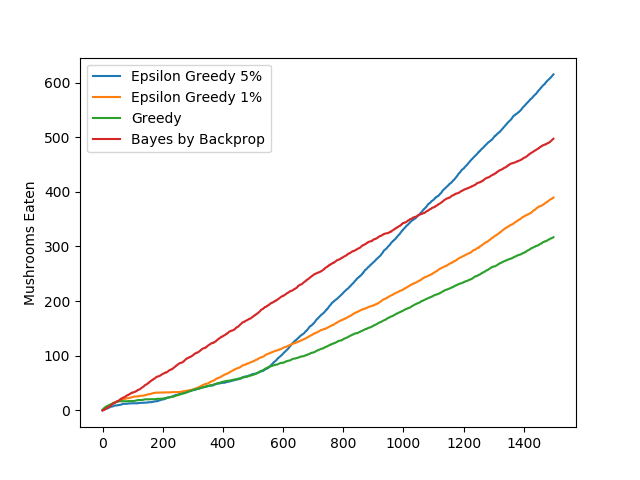 Epsilon Greedy 5%
Epsilon Greedy 1%
Greedy
Bayes by Backprop
Mushrooms Eaten
600
500
400
300
200
100
0
0 200 400 600 800 1000 1200 1400